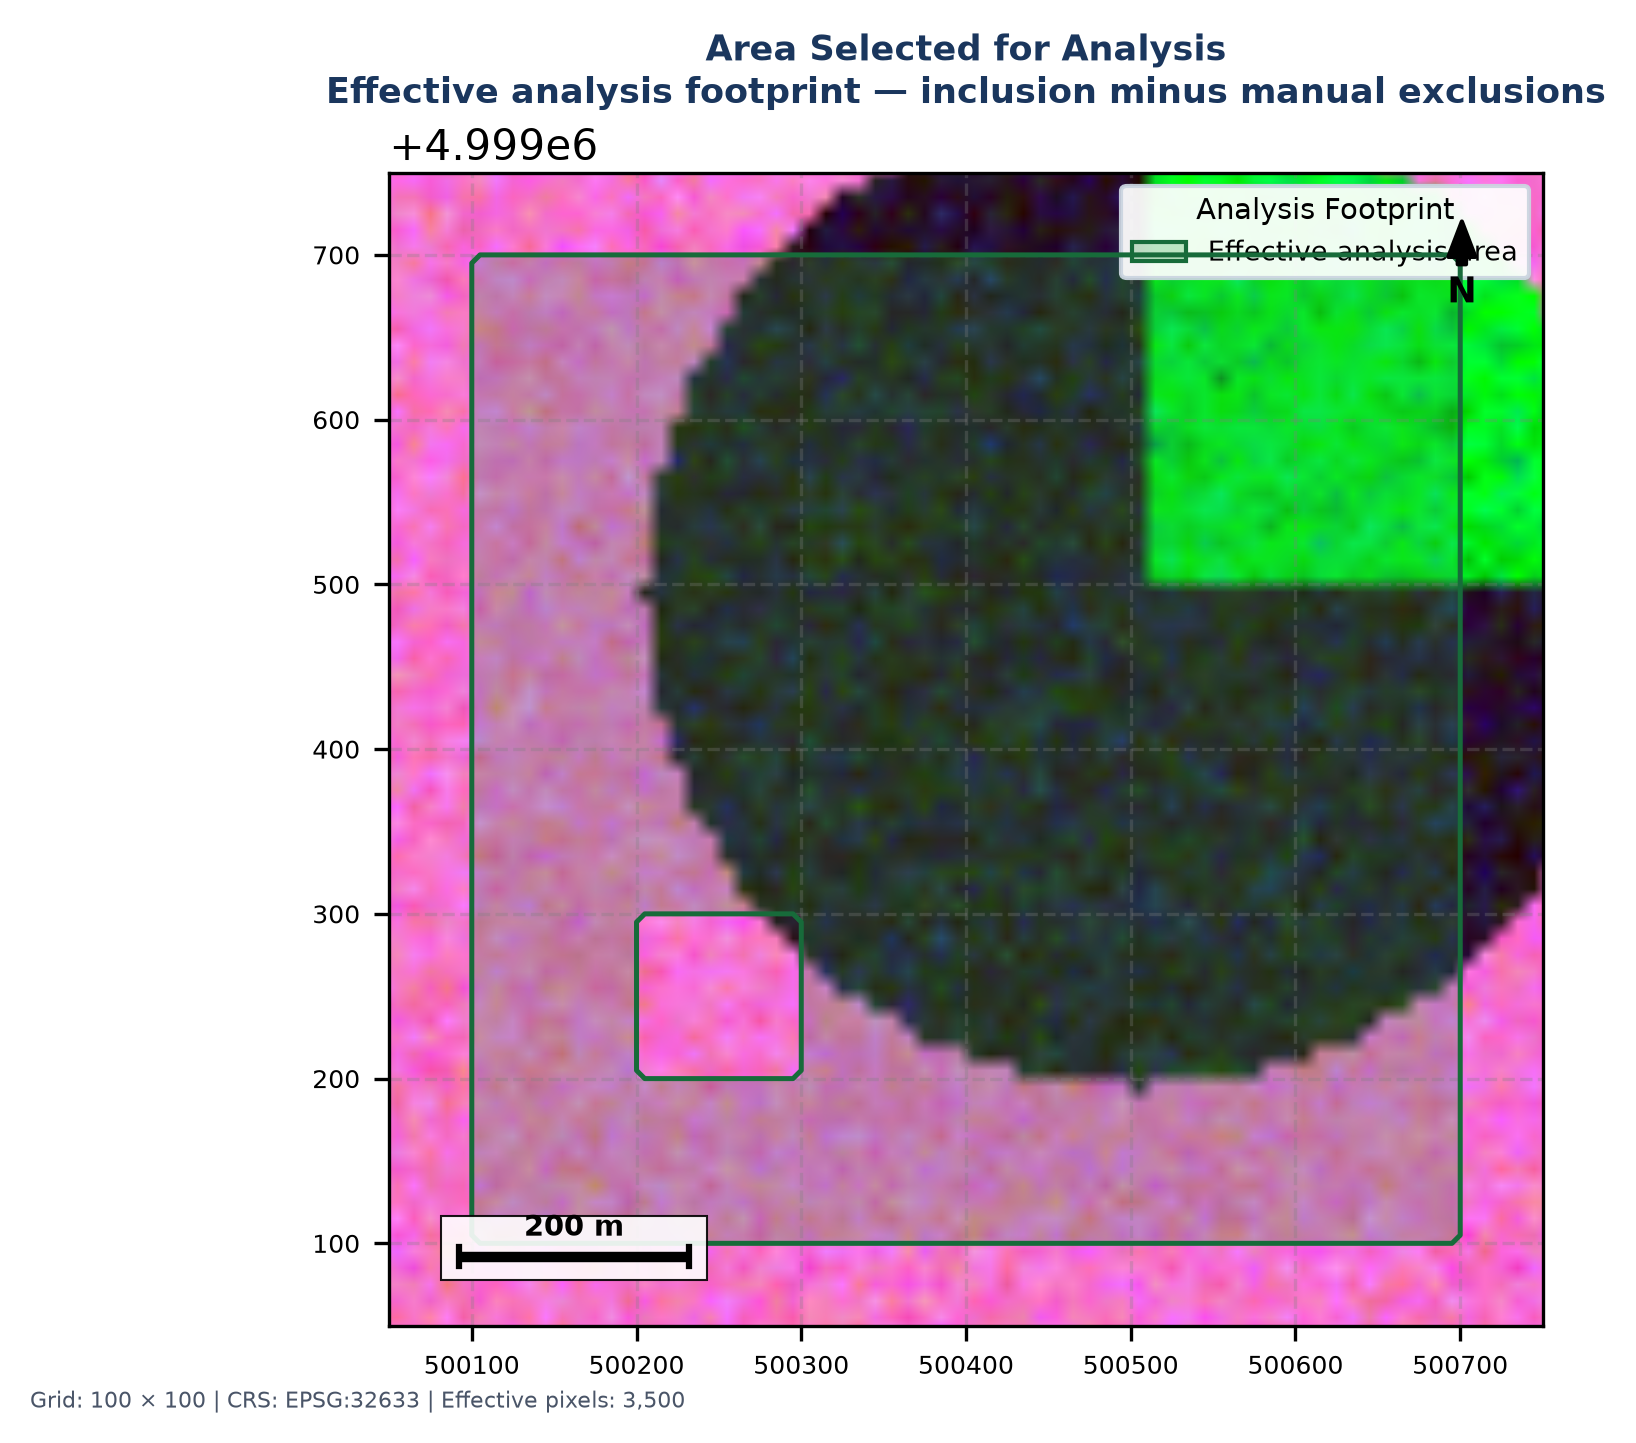 Area Selected for Analysis
Effective analysis footprint — inclusion minus manual exclusions
+4.999e6
Analysis Footprint
Effective analysis area
N
700
600
500
400
300
200
100
200 m
500100 500200 500300 500400 500500 500600 500700
Grid: 100 × 100 | CRS: EPSG:32633 | Effective pixels: 3,500